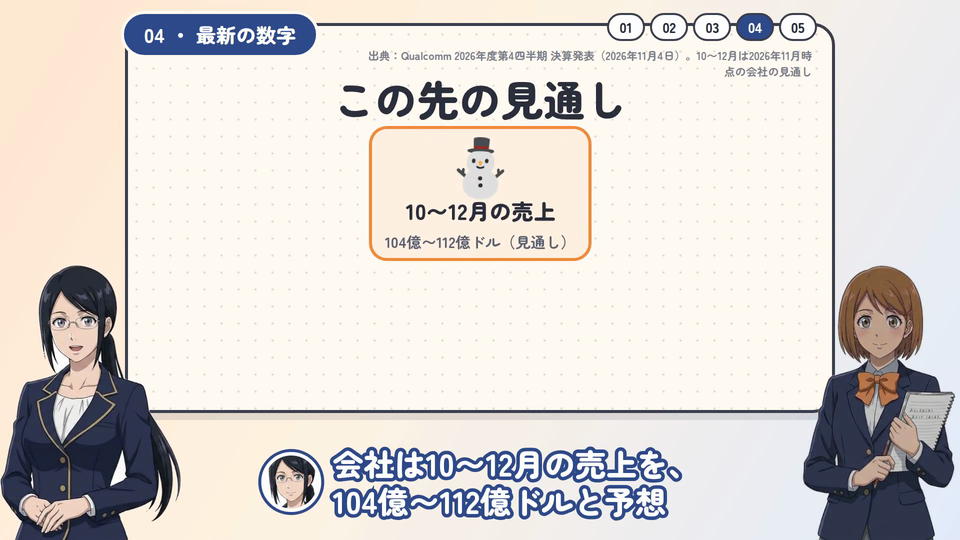 04 ・ 最新の数字
01 02 03 04 05
出典：Qualcomm 2026年度第4四半期 決算発表（2026年11月4日）。10〜12月は2026年11月時
点の会社の見通し
この先の見通し
10〜12月の売上
104億〜112億ドル（見通し）
会社は10〜12月の売上を、
104億〜112億ドルと予想